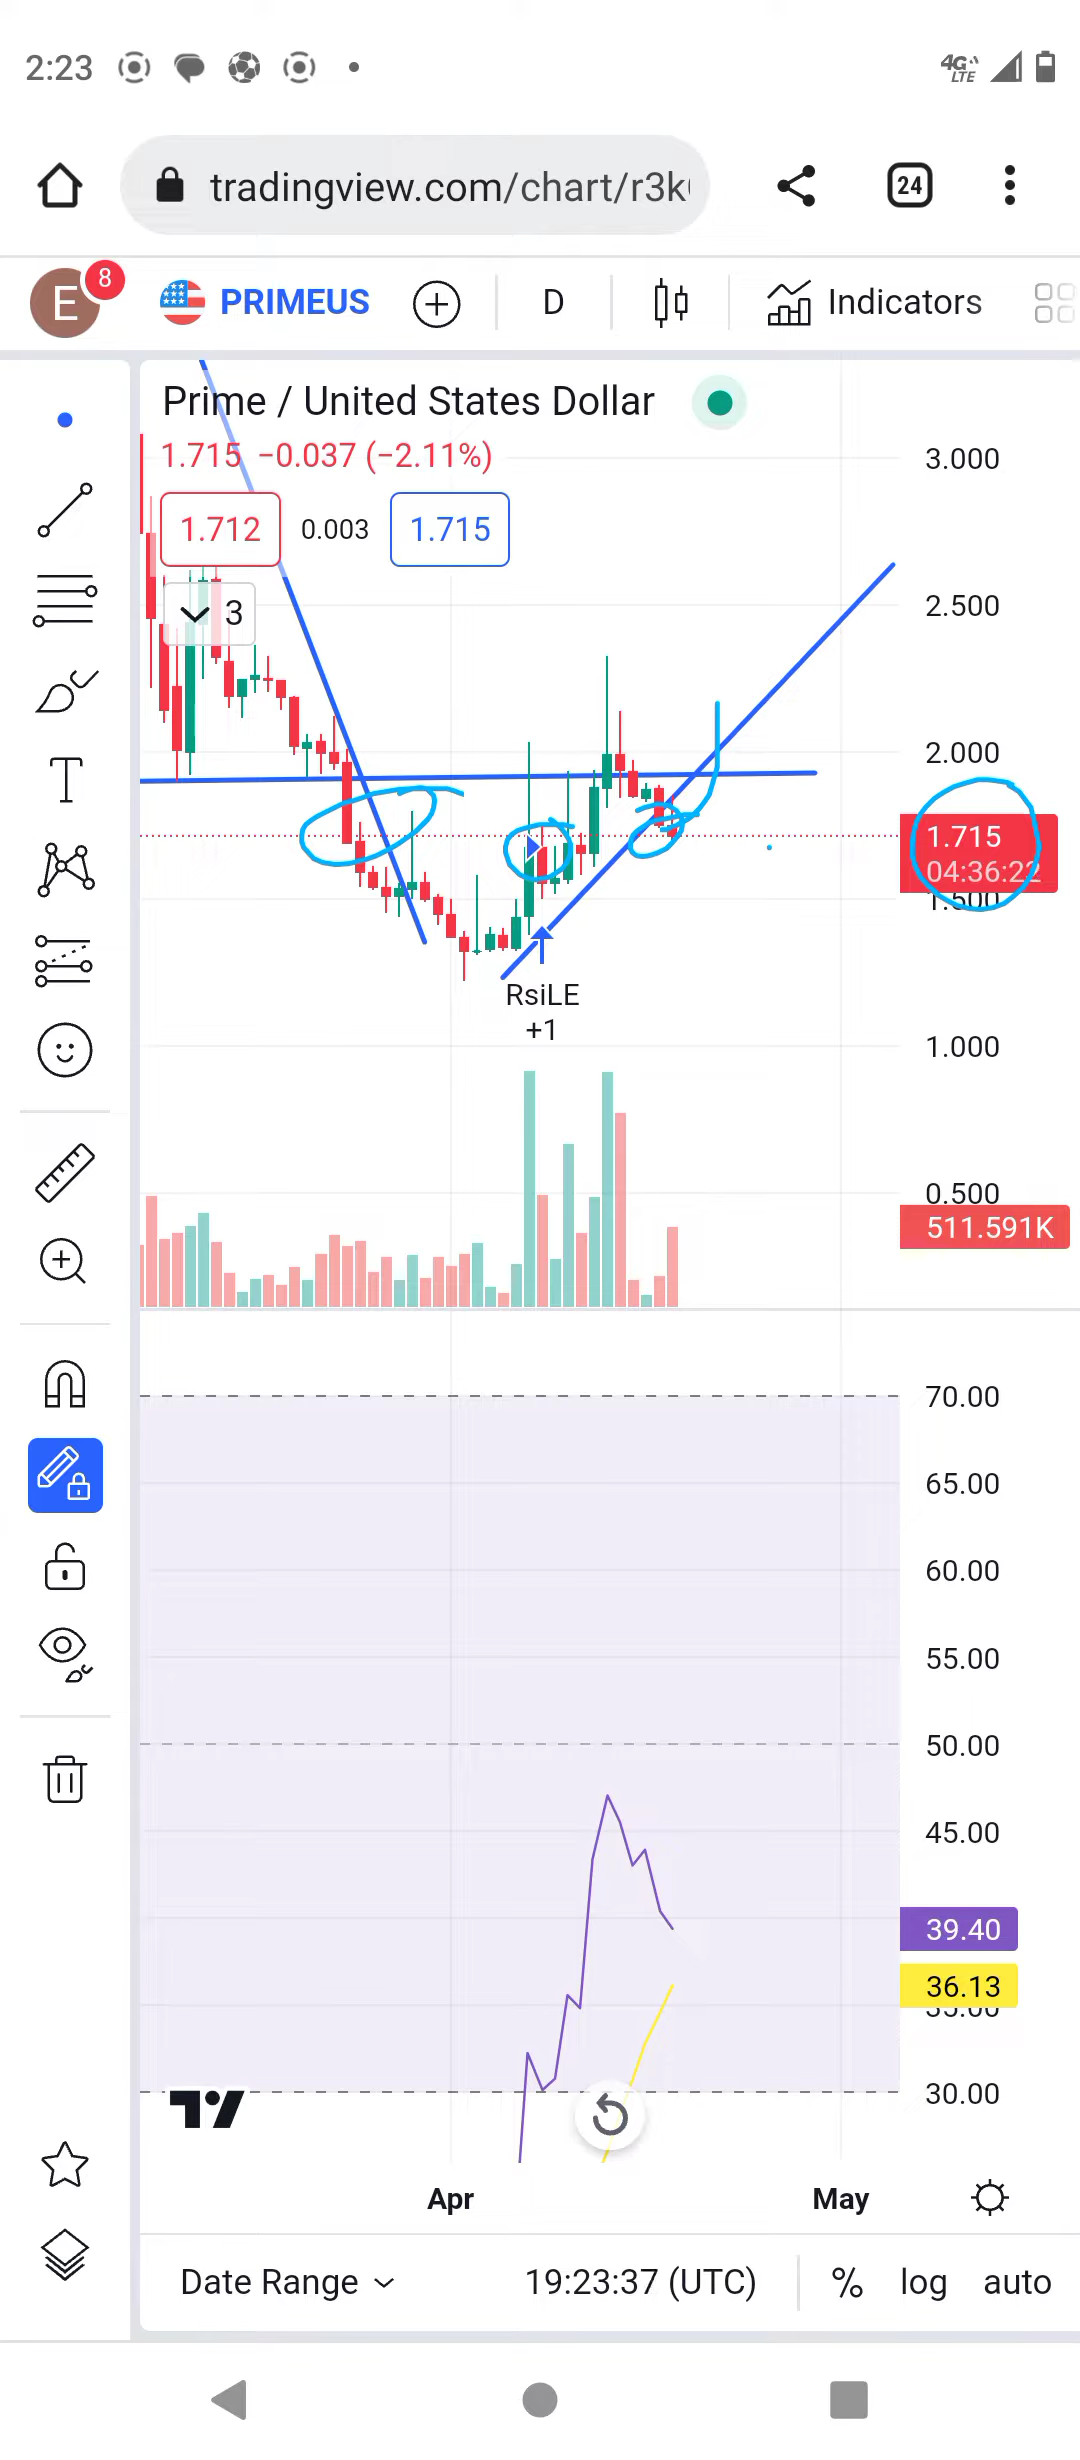 2:23
4G
LTE
tradingview.com/chart/r3k
24
E
8
PRIMEUS
D
Indicators
Prime / United States Dollar
1.715 −0.037 (−2.11%)
1.712
0.003
1.715
3
3.000
2.500
2.000
1.715
04:36:22
1.500
RsiLE
+1
1.000
0.500
511.591K
70.00
65.00
60.00
55.00
50.00
45.00
39.40
36.13
35.00
30.00
Apr
May
Date Range
19:23:37 (UTC)
%
log
auto